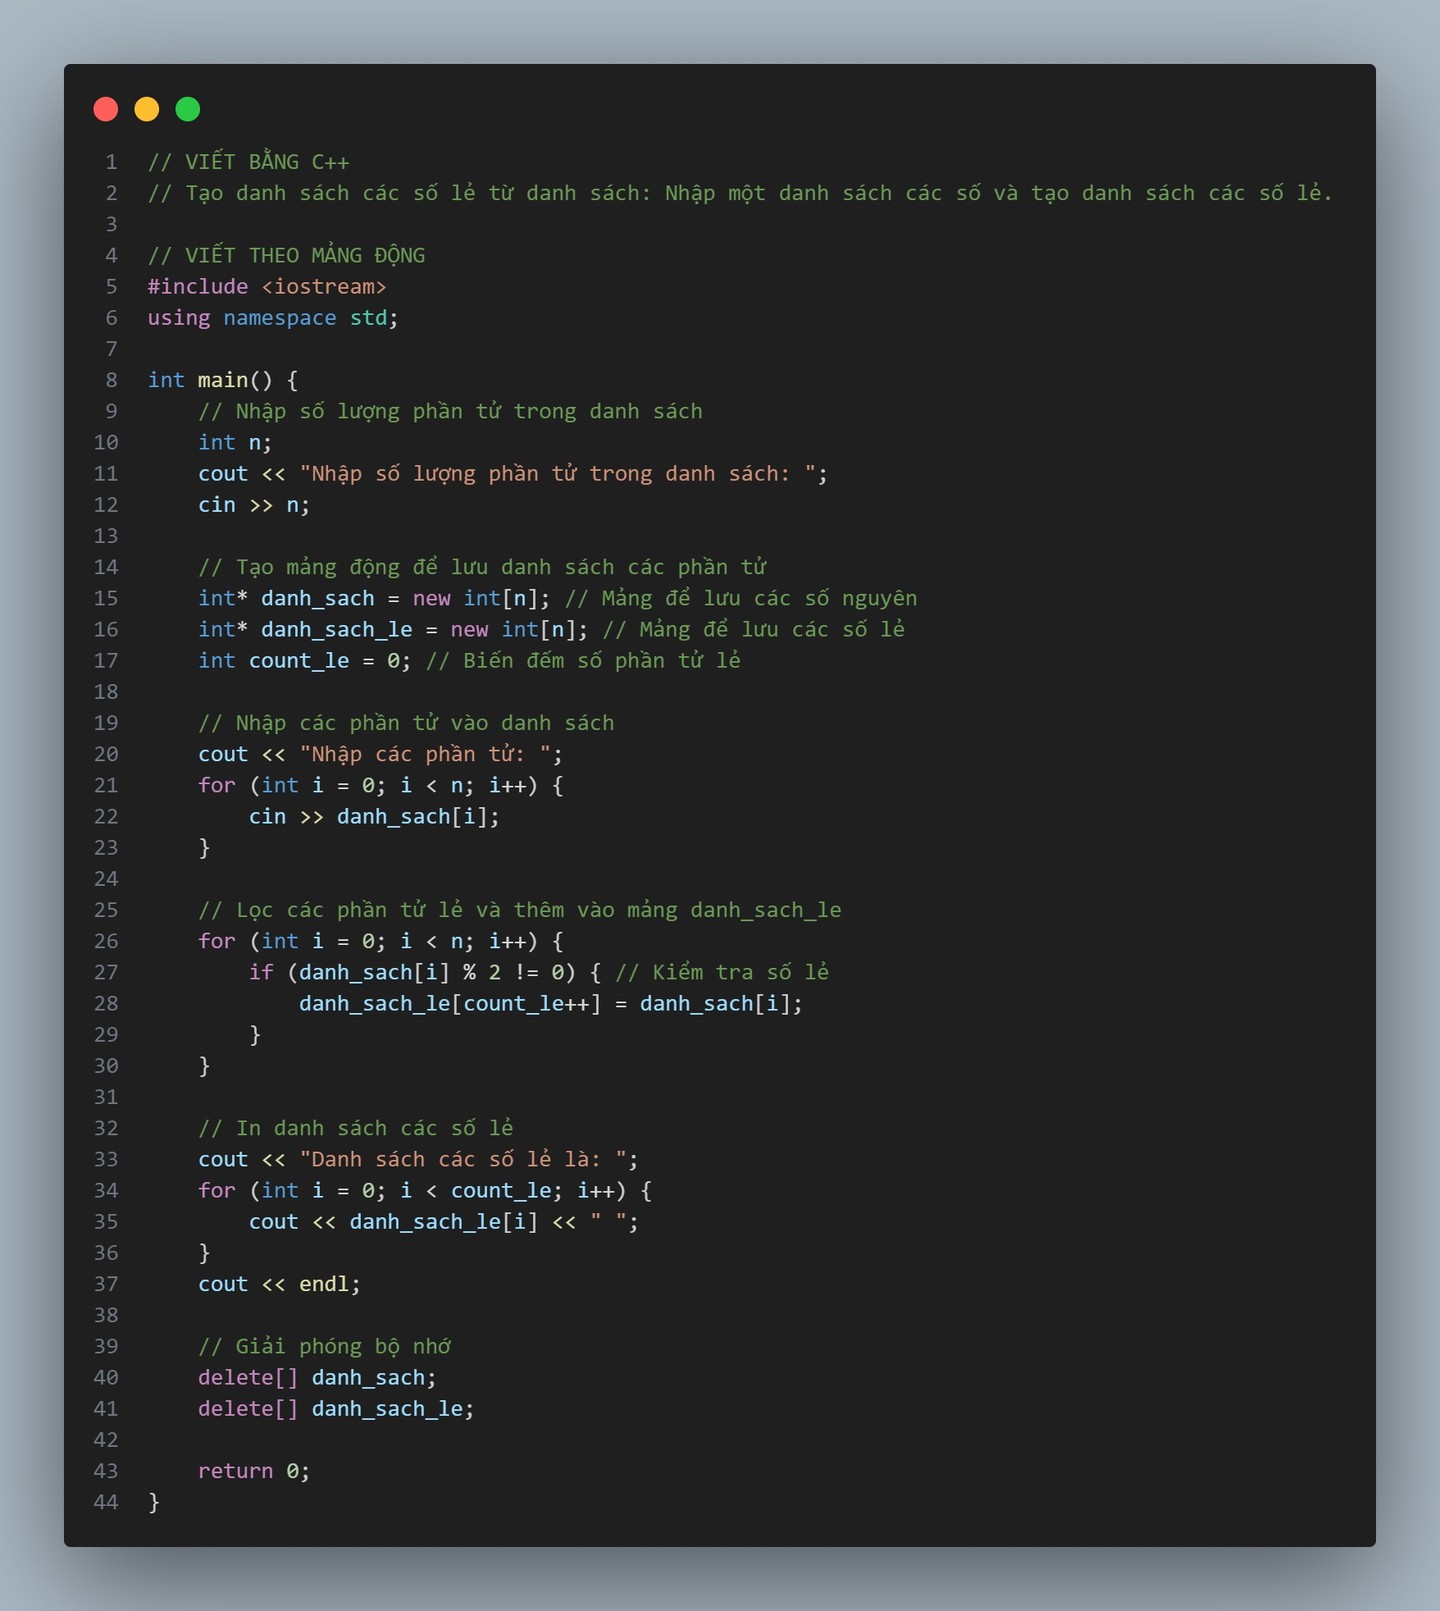 1 // VIẾT BẰNG C++
2 // Tạo danh sách các số lẻ từ danh sách: Nhập một danh sách các số và tạo danh sách các số lẻ.
3
4 // VIẾT THEO MẢNG ĐỘNG
5 #include <iostream>
6 using namespace std;
7
8 int main() {
9     // Nhập số lượng phần tử trong danh sách
10     int n;
11     cout << "Nhập số lượng phần tử trong danh sách: ";
12     cin >> n;
13
14     // Tạo mảng động để lưu danh sách các phần tử
15     int* danh_sach = new int[n]; // Mảng để lưu các số nguyên
16     int* danh_sach_le = new int[n]; // Mảng để lưu các số lẻ
17     int count_le = 0; // Biến đếm số phần tử lẻ
18
19     // Nhập các phần tử vào danh sách
20     cout << "Nhập các phần tử: ";
21     for (int i = 0; i < n; i++) {
22         cin >> danh_sach[i];
23     }
24
25     // Lọc các phần tử lẻ và thêm vào mảng danh_sach_le
26     for (int i = 0; i < n; i++) {
27         if (danh_sach[i] % 2 != 0) { // Kiểm tra số lẻ
28             danh_sach_le[count_le++] = danh_sach[i];
29         }
30     }
31
32     // In danh sách các số lẻ
33     cout << "Danh sách các số lẻ là: ";
34     for (int i = 0; i < count_le; i++) {
35         cout << danh_sach_le[i] << " ";
36     }
37     cout << endl;
38
39     // Giải phóng bộ nhớ
40     delete[] danh_sach;
41     delete[] danh_sach_le;
42
43     return 0;
44 }